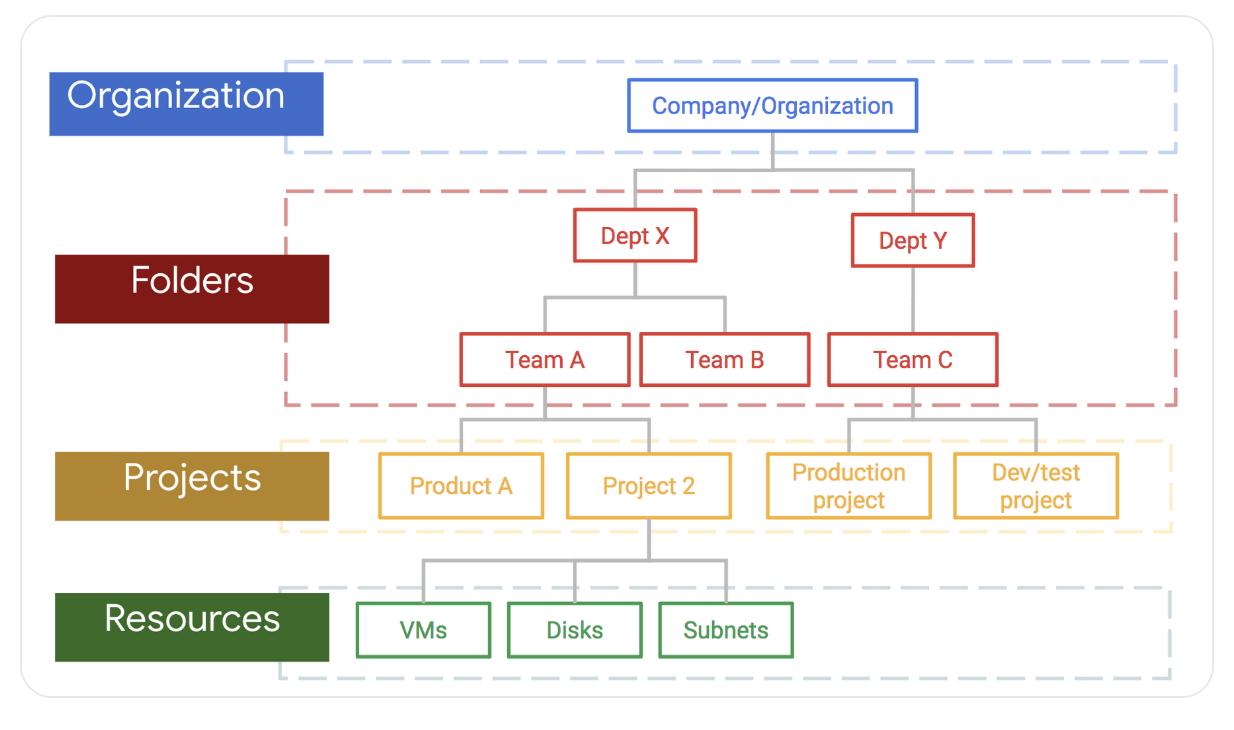 Organization
Company/Organization
Folders
Dept X
Dept Y
Team A
Team B
Team C
Projects
Product A
Project 2
Production
project
Dev/test
project
Resources
VMs
Disks
Subnets